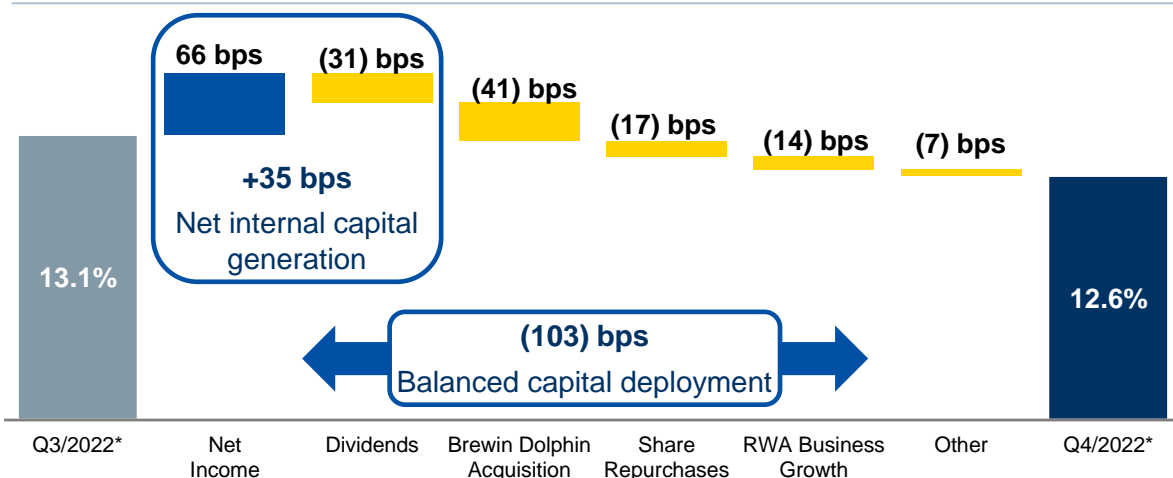 66 bps
(31) bps
(41) bps
(17) bps
(14) bps
(7) bps
+35 bps
Net internal capital
generation
13.1%
12.6%
(103) bps
Balanced capital deployment
Q3/2022*
Net
Income
Dividends
Brewin Dolphin
Acquisition
Share
Repurchases
RWA Business
Growth
Other
Q4/2022*